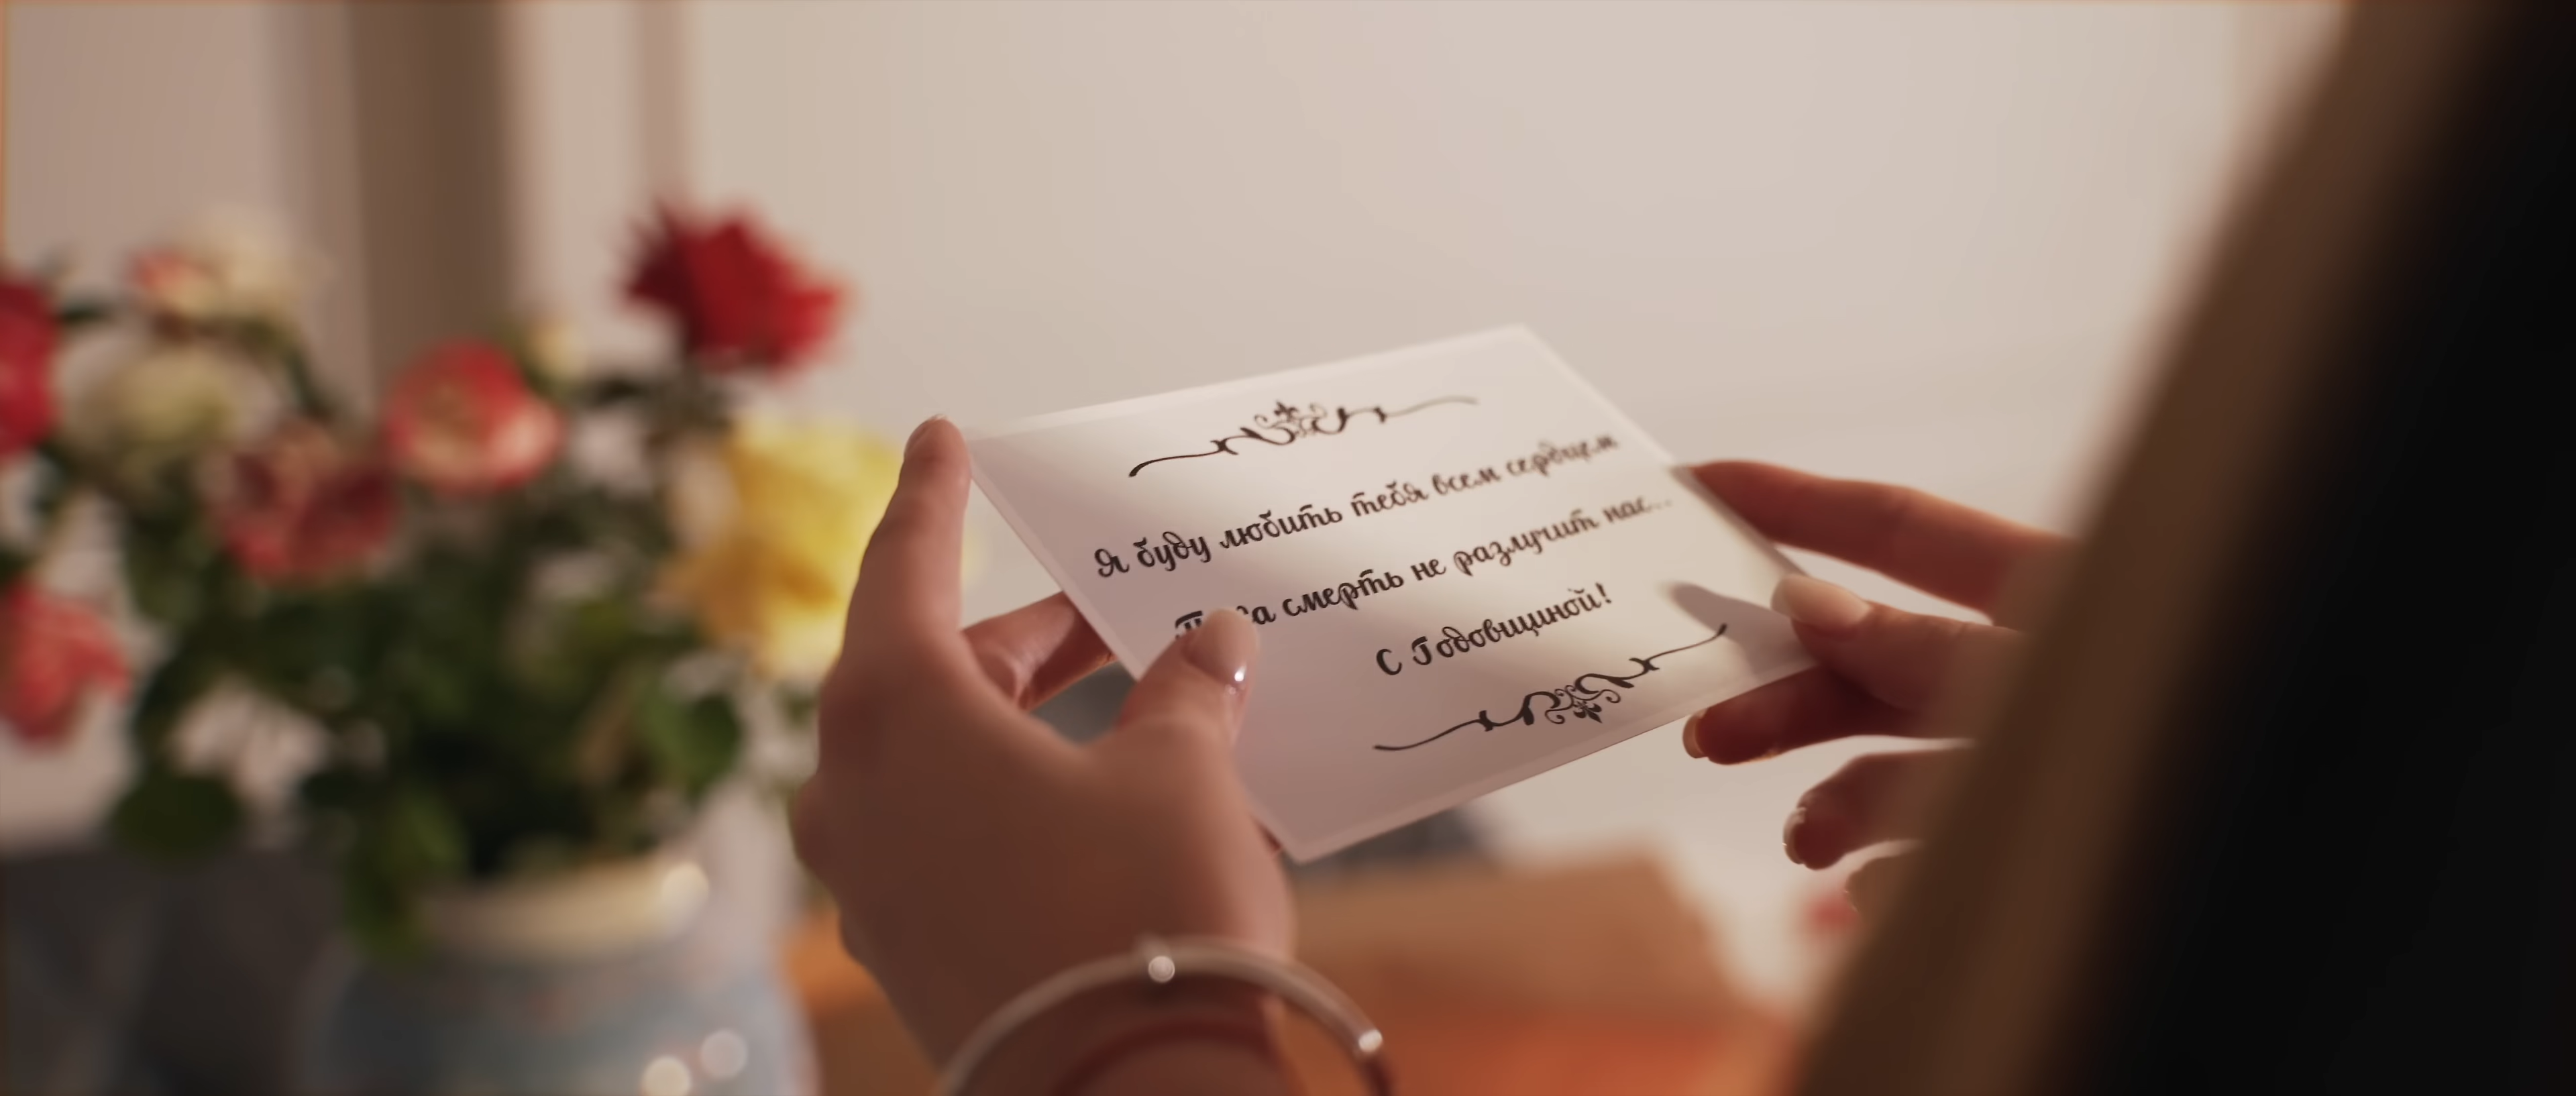 Я буду любить тебя всем сердцем
смерть не разлучит нас...
С Годовщиной!